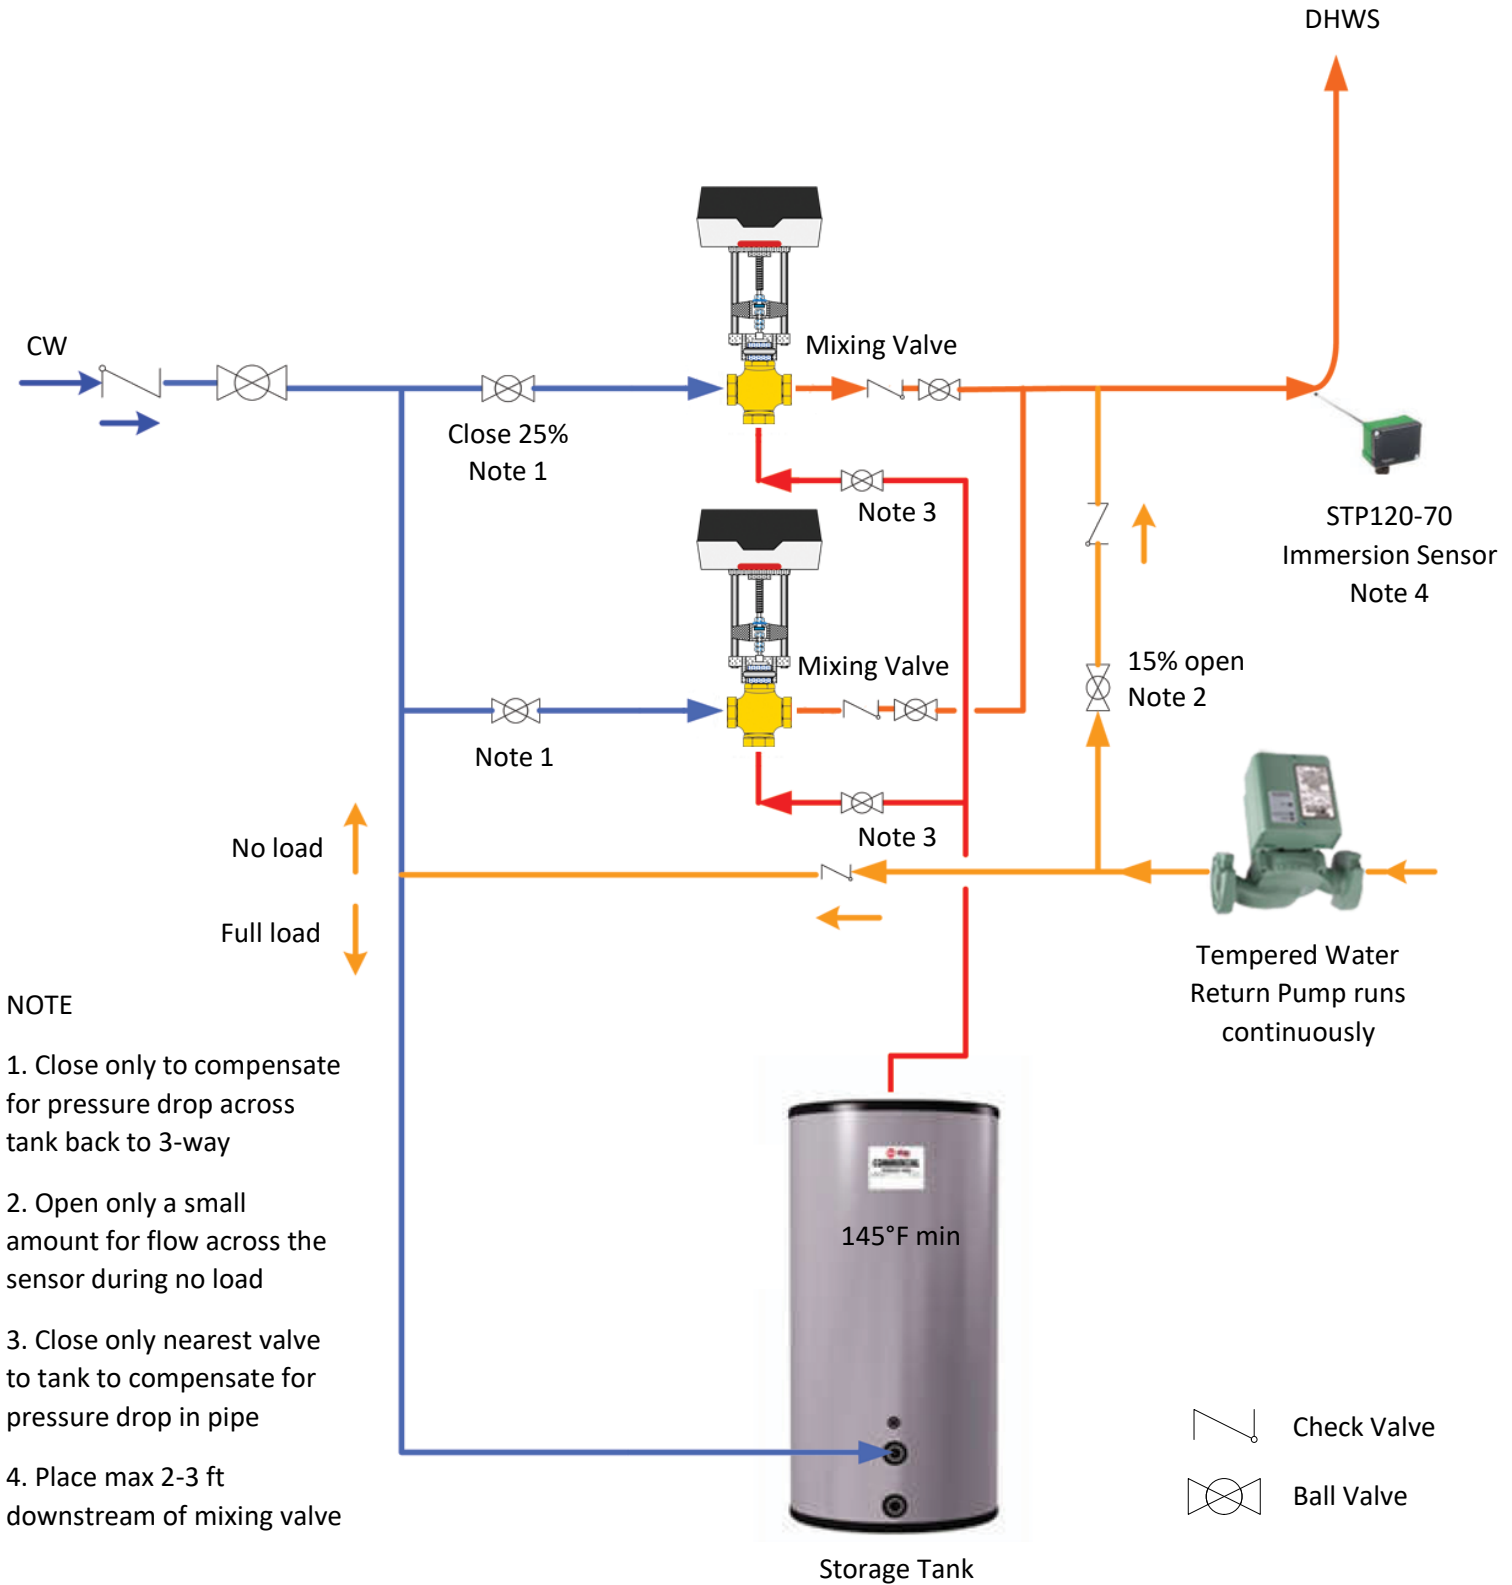 DHWS
CW
Mixing Valve
Close 25%
Note 1
Note 3
STP120-70
Immersion Sensor
Note 4
Mixing Valve
15% open
Note 2
Note 1
Note 3
No load
Full load
Tempered Water
Return Pump runs
continuously
NOTE
1. Close only to compensate
for pressure drop across
tank back to 3-way
2. Open only a small
amount for flow across the
sensor during no load
3. Close only nearest valve
to tank to compensate for
pressure drop in pipe
4. Place max 2-3 ft
downstream of mixing valve
COMMERCIAL
145°F min
Check Valve
Ball Valve
Storage Tank